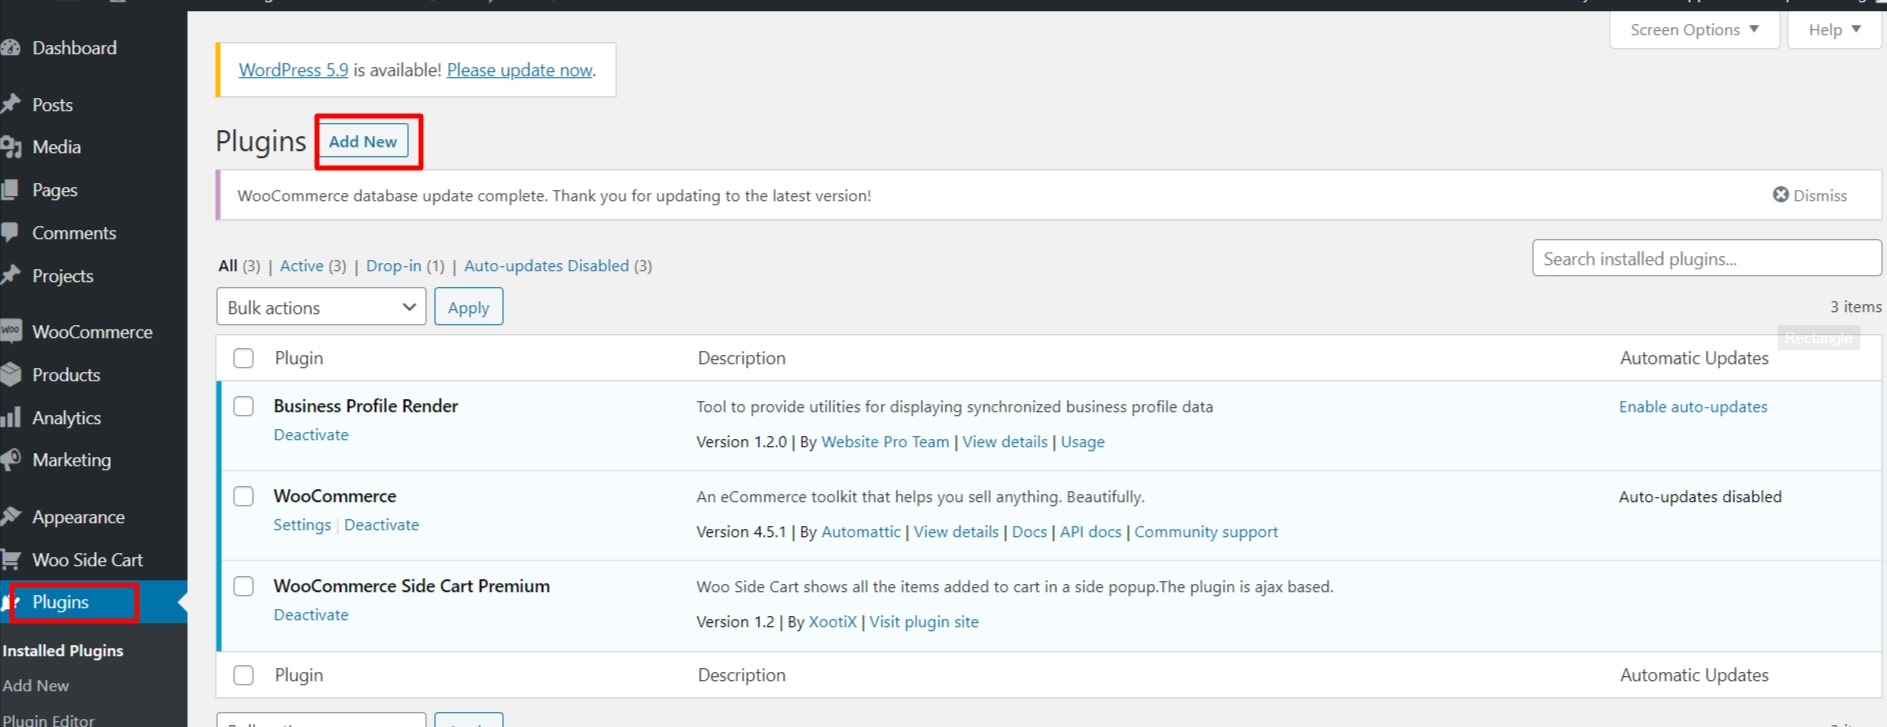 Dashboard
Posts
Media
Pages
Comments
Projects
WOO WooCommerce
Products
Analytics
Marketing
Appearance
Woo Side Cart
Plugins
Installed Plugins
Add New
Plugin Editor
Screen Options
Help
WordPress 5.9 is available! Please update now.
Plugins Add New
WooCommerce database update complete. Thank you for updating to the latest version!
Dismiss
All (3) | Active (3) | Drop-in (1) | Auto-updates Disabled (3)
Search installed plugins...
Bulk actions Apply
3 items
Rectangle
Plugin Description Automatic Updates
Business Profile Render Tool to provide utilities for displaying synchronized business profile data Enable auto-updates
Deactivate Version 1.2.0 | By Website Pro Team | View details | Usage
WooCommerce An eCommerce toolkit that helps you sell anything. Beautifully. Auto-updates disabled
Settings | Deactivate Version 4.5.1 | By Automattic | View details | Docs | API docs | Community support
WooCommerce Side Cart Premium Woo Side Cart shows all the items added to cart in a side popup.The plugin is ajax based.
Deactivate Version 1.2 | By XootiX | Visit plugin site
Plugin Description Automatic Updates